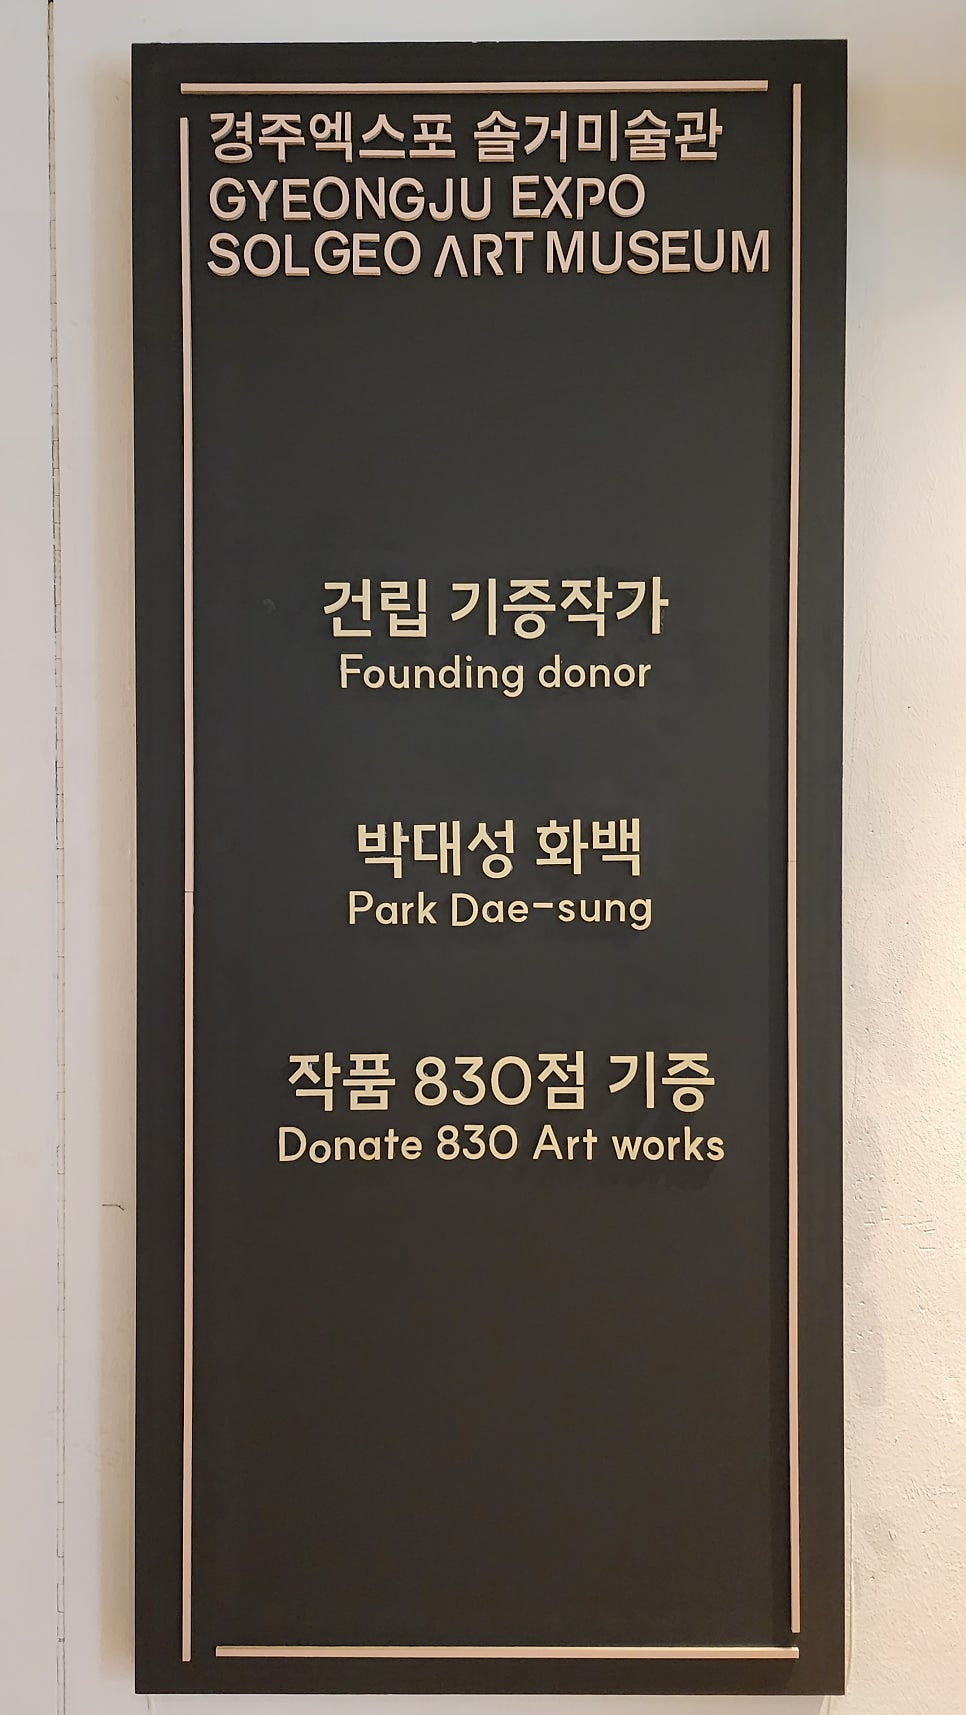 경주엑스포 솔거미술관
GYEONGJU EXPO
SOLGEO ART MUSEUM
건립 기증작가
Founding donor
박대성 화백
Park Dae-sung
작품 830점 기증
Donate 830 Art works